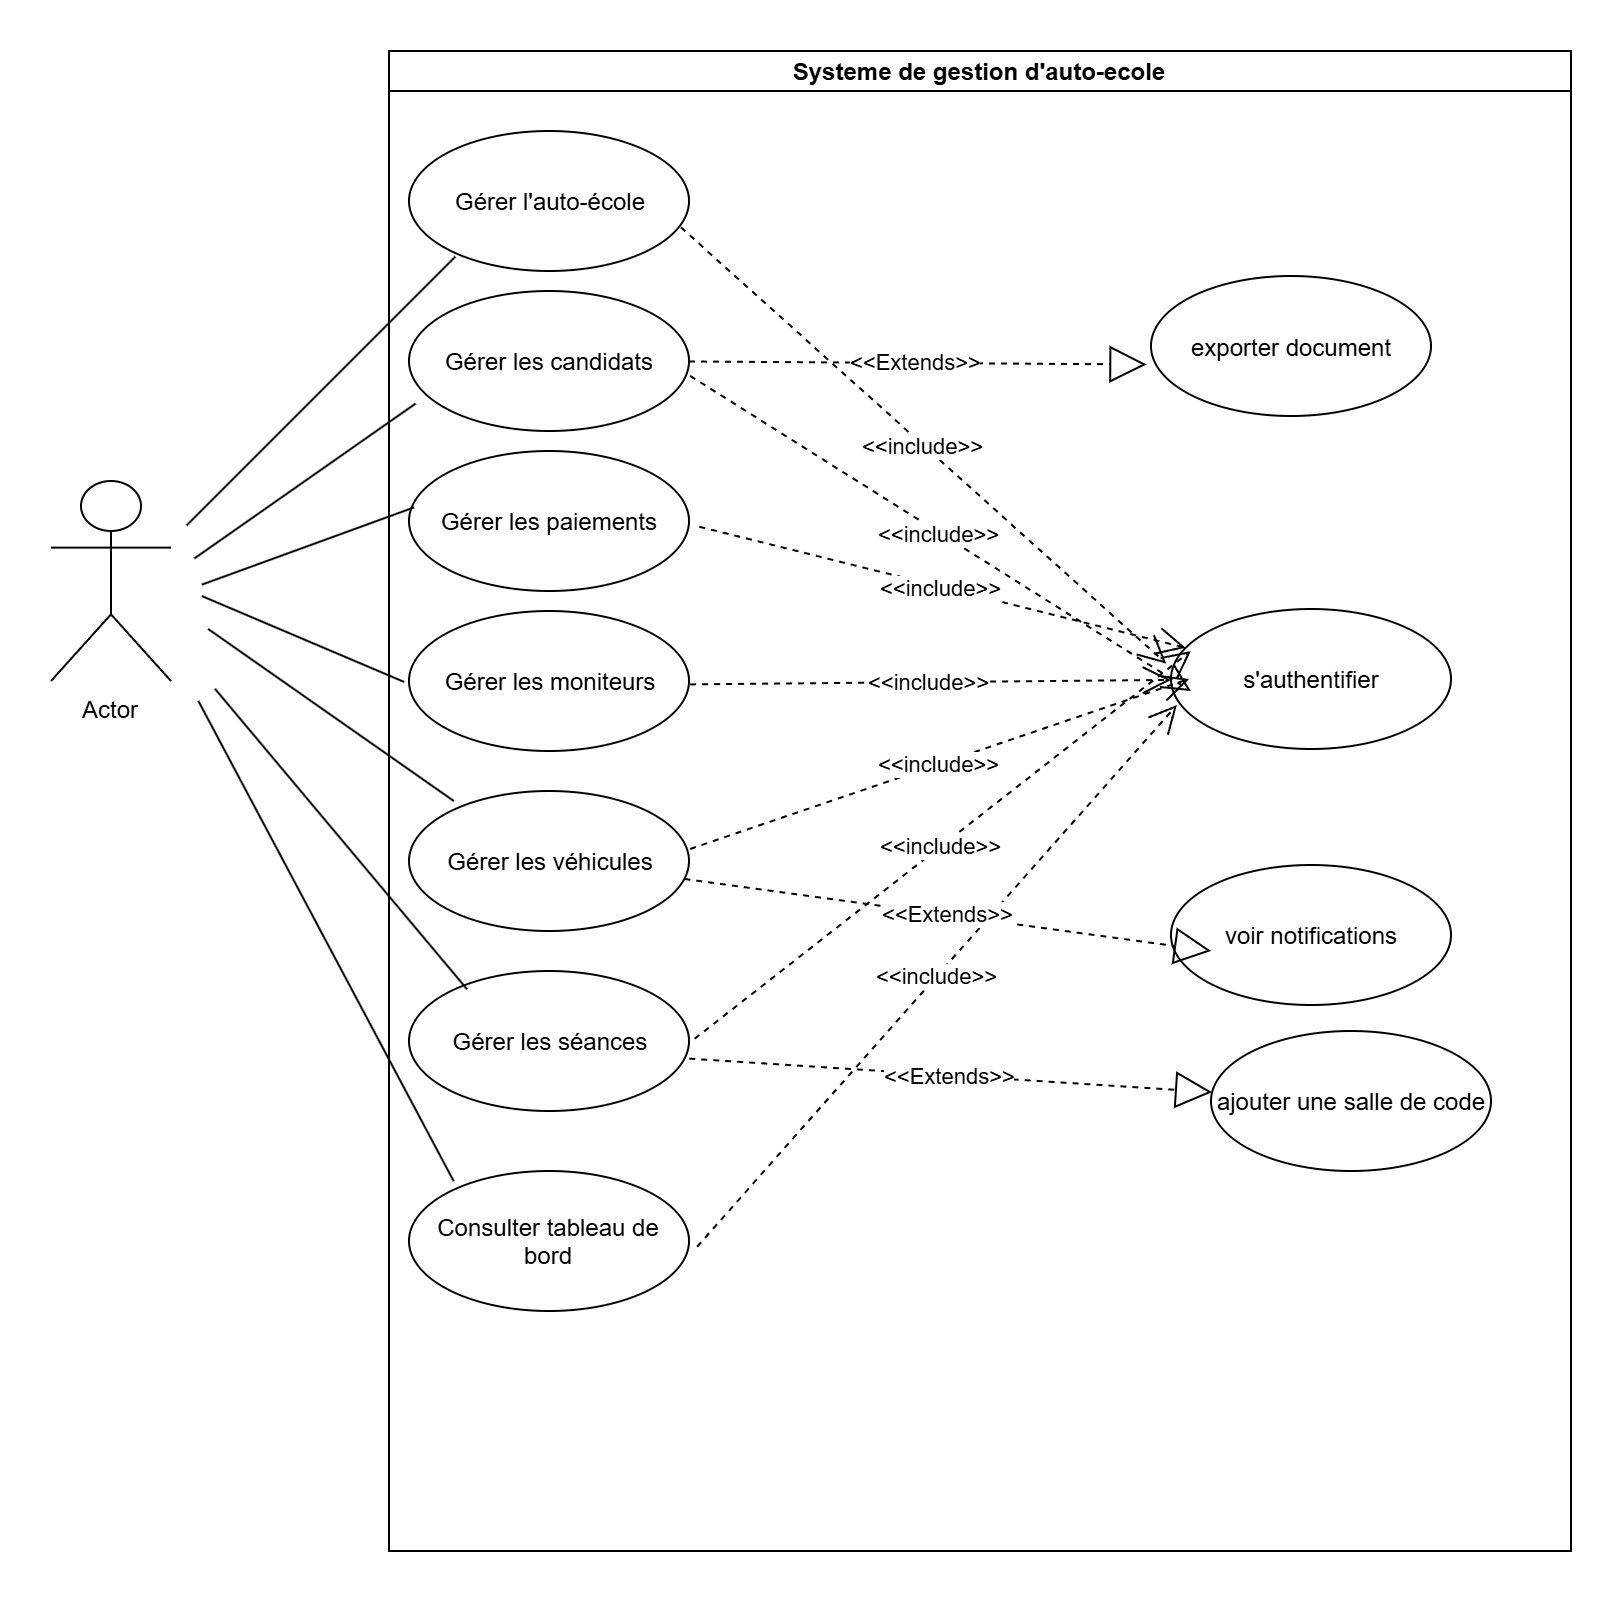 Systeme de gestion d'auto-ecole
Gérer l'auto-école
exporter document
Gérer les candidats
<<Extends>>
<<include>>
Gérer les paiements
<<include>>
<<include>>
Gérer les moniteurs
<<include>>
s'authentifier
Actor
<<include>>
Gérer les véhicules
<<include>>
<<Extends>>
voir notifications
<<include>>
Gérer les séances
<<Extends>>
ajouter une salle de code
Consulter tableau de
bord